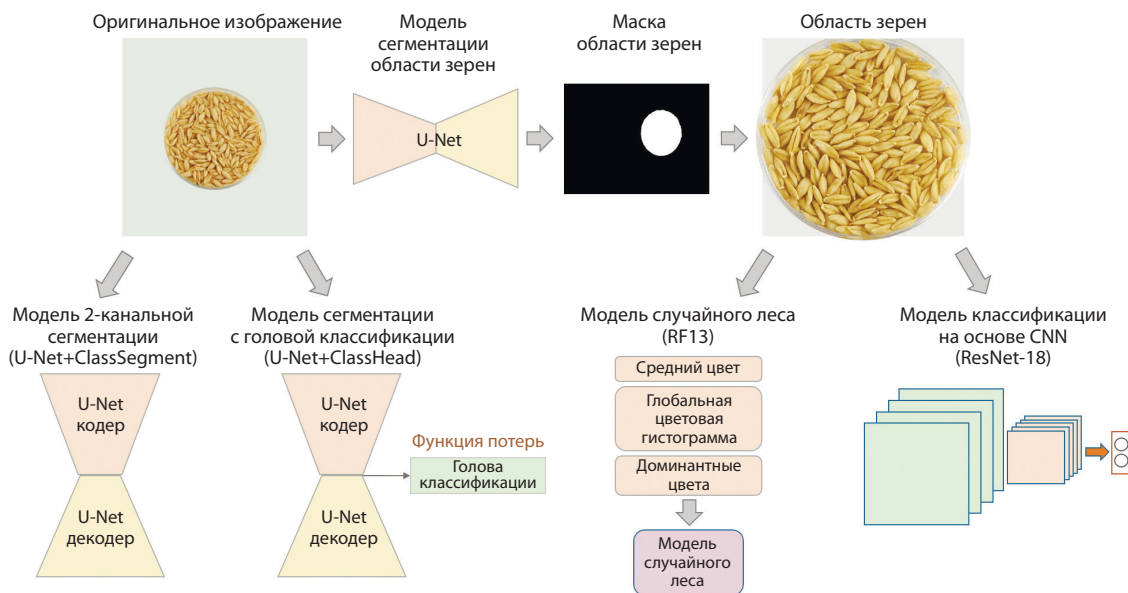 Оригинальное изображение
Модель
сегментации
области зерен
Маска
области зерен
Область зерен
U-Net
Модель 2-канальной
сегментации
(U-Net+ClassSegment)
Модель сегментации
с головой классификации
(U-Net+ClassHead)
Модель случайного леса
(RF13)
Модель классификации
на основе CNN
(ResNet-18)
U-Net
кодер
U-Net
декодер
U-Net
кодер
U-Net
декодер
Функция потерь
Голова
классификации
Средний цвет
Глобальная
цветовая
гистограмма
Доминантные
цвета
Модель
случайного
леса